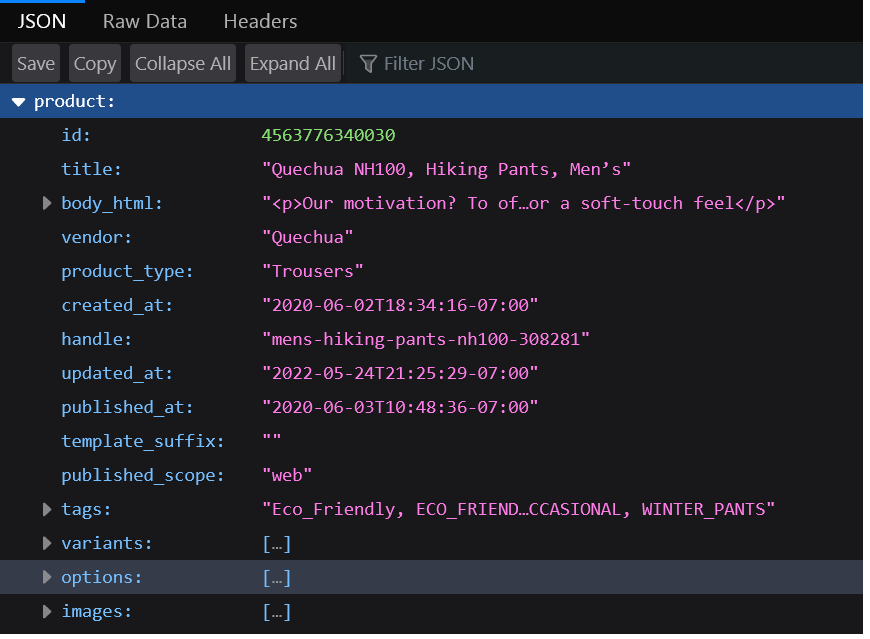 JSON Raw Data Headers
Save Copy Collapse All Expand All Filter JSON
product:
id: 4563776340030
title: "Quechua NH100, Hiking Pants, Men’s"
body_html: "<p>Our motivation? To of…or a soft-touch feel</p>"
vendor: "Quechua"
product_type: "Trousers"
created_at: "2020-06-02T18:34:16-07:00"
handle: "mens-hiking-pants-nh100-308281"
updated_at: "2022-05-24T21:25:29-07:00"
published_at: "2020-06-03T10:48:36-07:00"
template_suffix: ""
published_scope: "web"
tags: "Eco_Friendly, ECO_FRIEND…CCASIONAL, WINTER_PANTS"
variants: […]
options: […]
images: […]